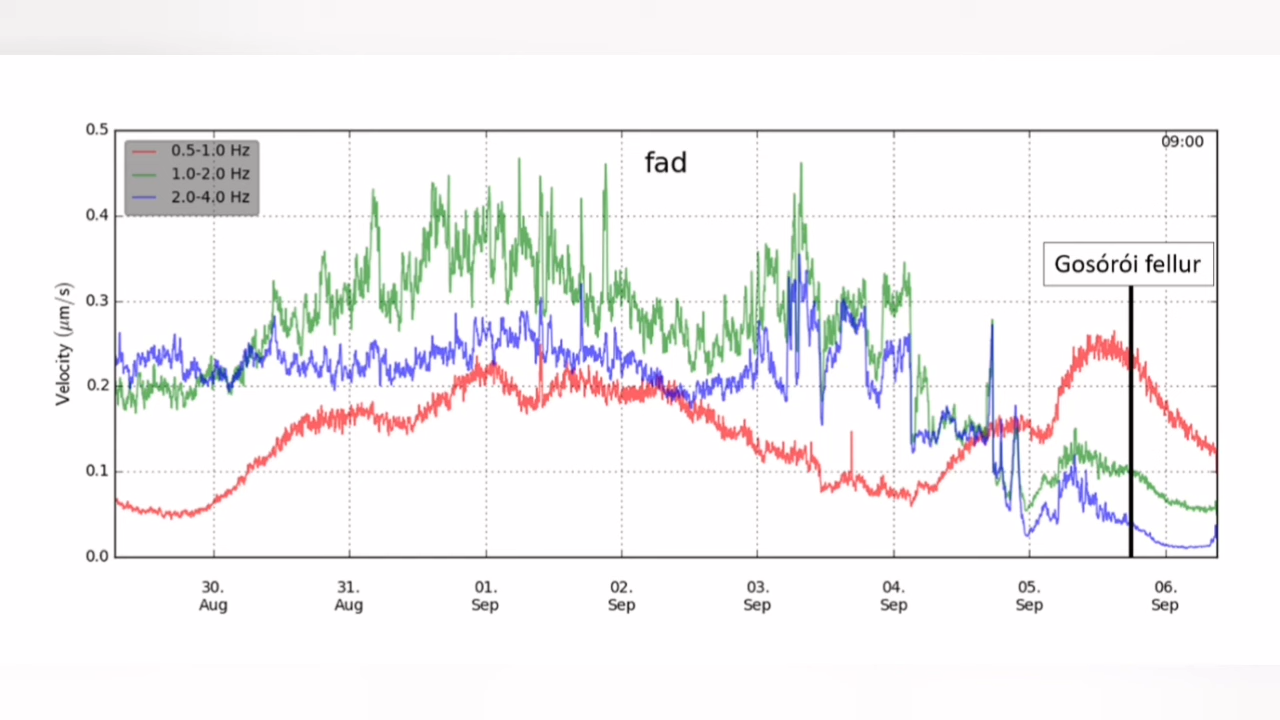 fad
09:00
0.5-1.0 Hz
1.0-2.0 Hz
2.0-4.0 Hz
Gosórói fellur
Velocity (μm/s)
0.5
0.4
0.3
0.2
0.1
0.0
30.
Aug
31.
Aug
01.
Sep
02.
Sep
03.
Sep
04.
Sep
05.
Sep
06.
Sep